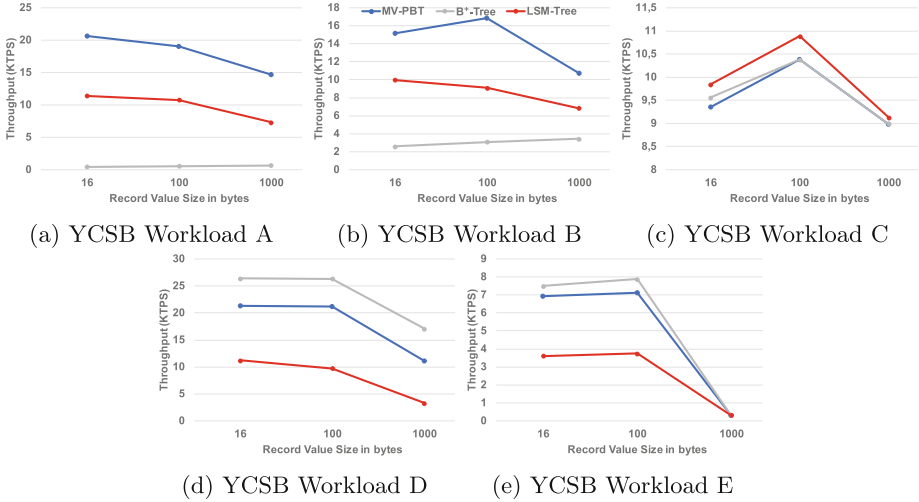 MV-PBT B⁺-Tree LSM-Tree
Throughput (KTPS)
25
20
15
10
5
0
16 100 1000
Record Value Size in bytes
(a) YCSB Workload A
Throughput (KTPS)
18
16
14
12
10
8
6
4
2
0
16 100 1000
Record Value Size in bytes
(b) YCSB Workload B
Throughput (KTPS)
11,5
11
10,5
10
9,5
9
8,5
8
16 100 1000
Record Value Size in bytes
(c) YCSB Workload C
Throughput (KTPS)
30
25
20
15
10
5
0
16 100 1000
Record Value Size in bytes
(d) YCSB Workload D
Throughput (KTPS)
9
8
7
6
5
4
3
2
1
0
16 100 1000
Record Value Size in bytes
(e) YCSB Workload E